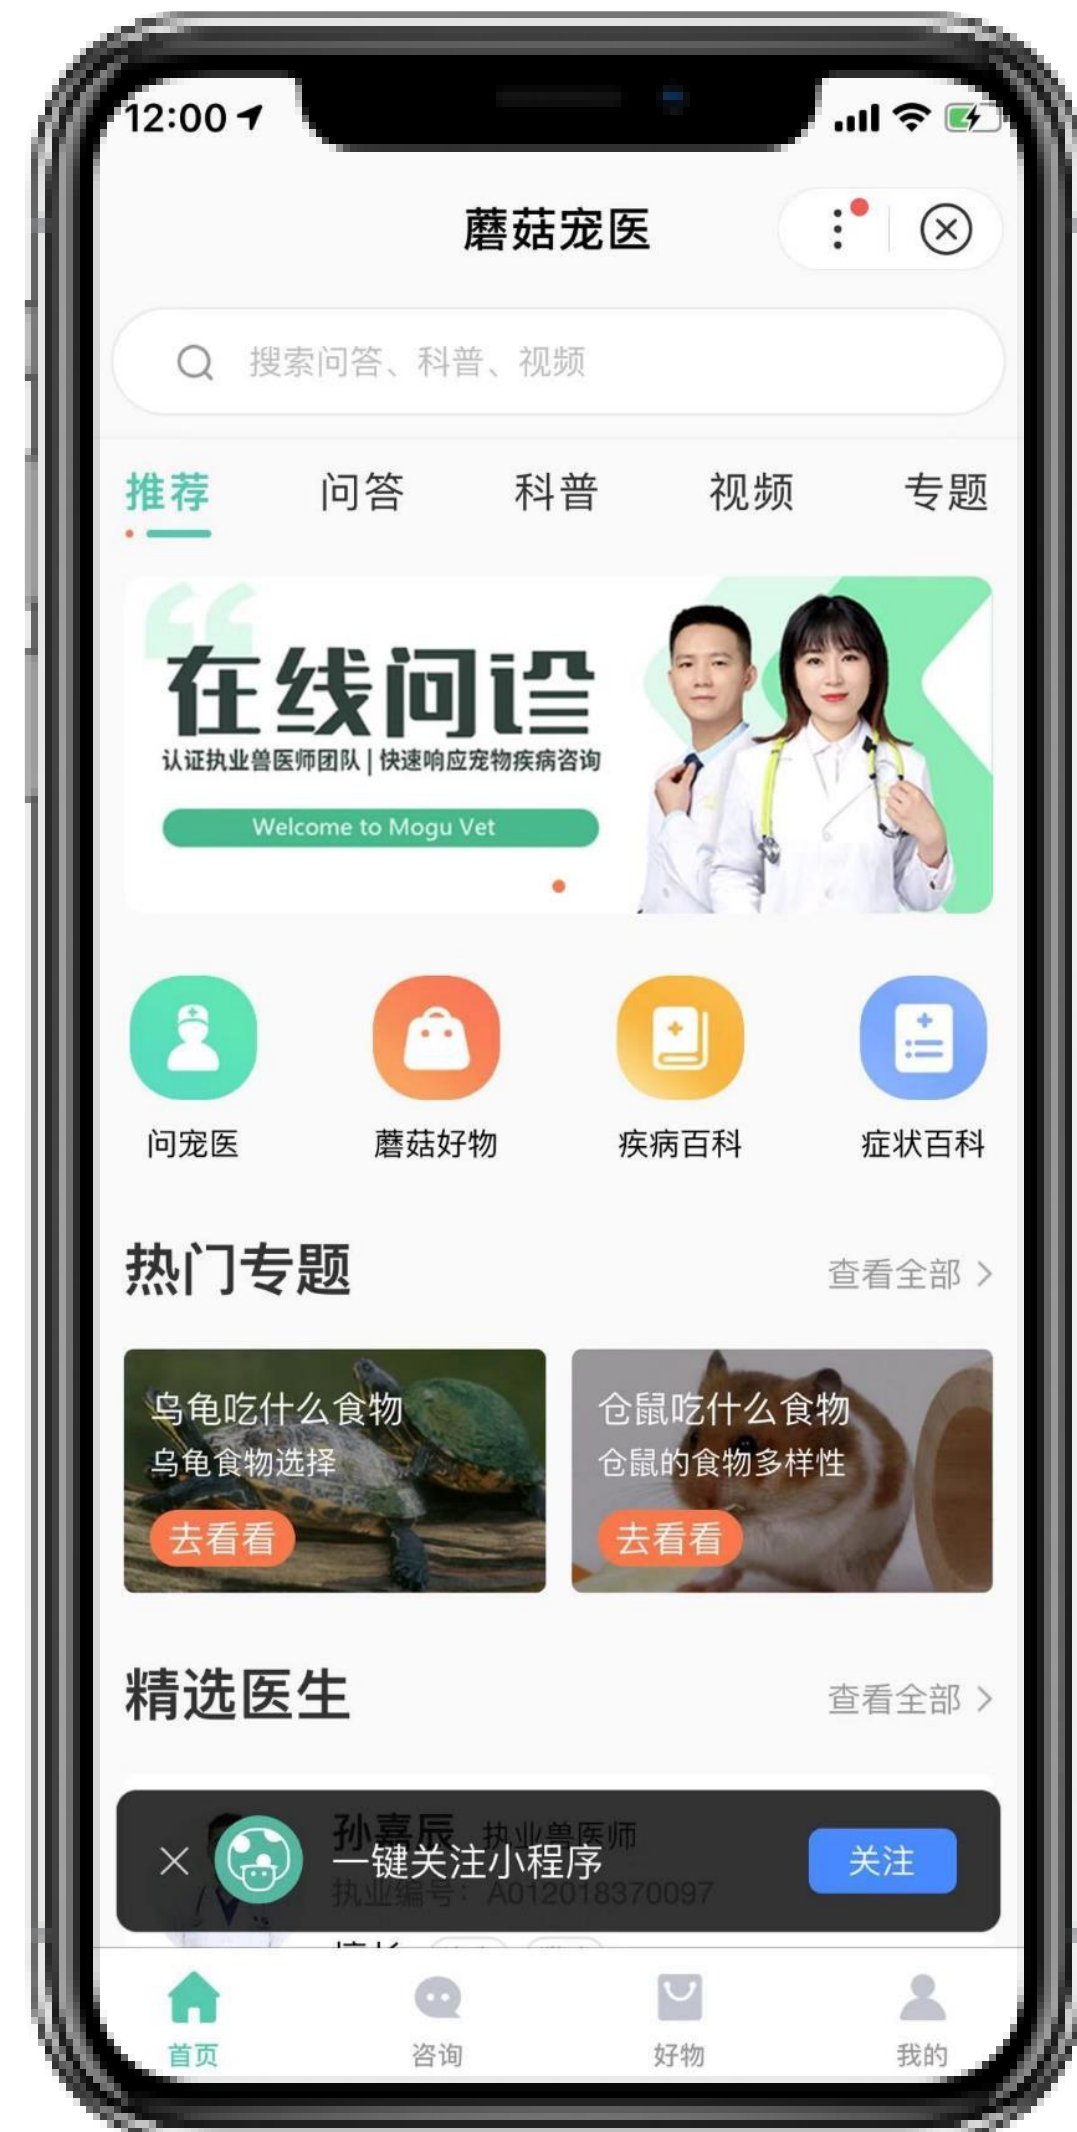 12:00
蘑菇宠医
搜索问答、科普、视频
推荐 问答 科普 视频 专题
在线问诊
认证执业兽医师团队 | 快速响应宠物疾病咨询
Welcome to Mogu Vet
问宠医 蘑菇好物 疾病百科 症状百科
热门专题 查看全部
乌龟吃什么食物
乌龟食物选择
去看看
仓鼠吃什么食物
仓鼠的食物多样性
去看看
精选医生 查看全部
孙嘉辰 执业兽医师
一键关注小程序 关注
执业编号：A012018370097
首页 咨询 好物 我的